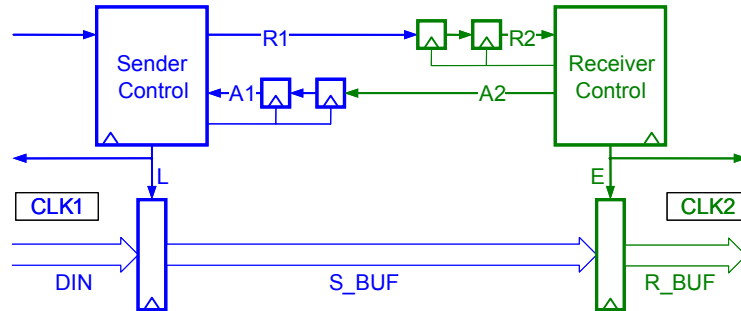 Sender
Control
R1
R2
Receiver
Control
A1
A2
L
E
CLK1
CLK2
DIN
S_BUF
R_BUF